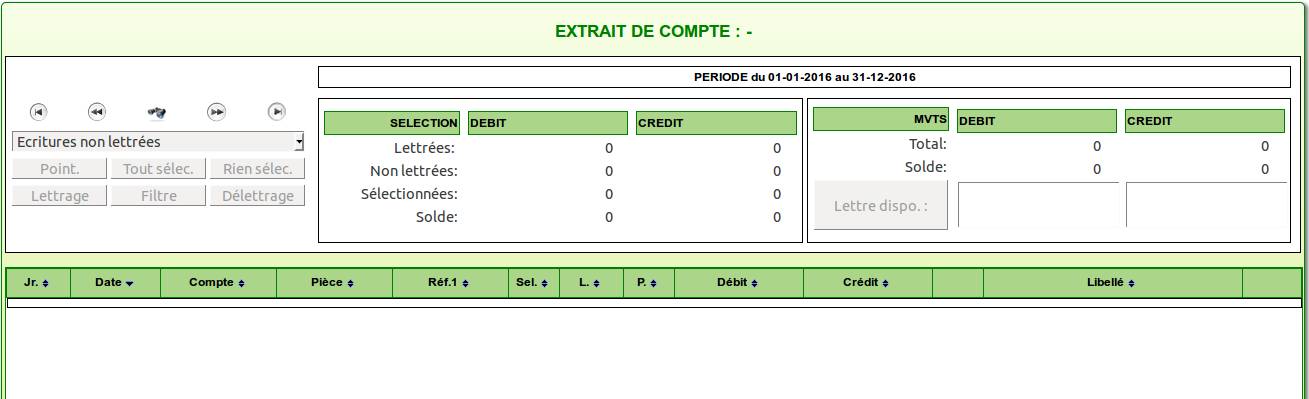 EXTRAIT DE COMPTE : -
PERIODE du 01-01-2016 au 31-12-2016
Ecritures non lettrées
Point. Tout sélec. Rien sélec.
Lettrage Filtre Délettrage
SELECTION DEBIT CREDIT
Lettrées: 0 0
Non lettrées: 0 0
Sélectionnées: 0 0
Solde: 0 0
MVTS DEBIT CREDIT
Total: 0 0
Solde: 0 0
Lettre dispo. :
Jr. Date Compte Pièce Réf.1 Sel. L. P. Débit Crédit Libellé